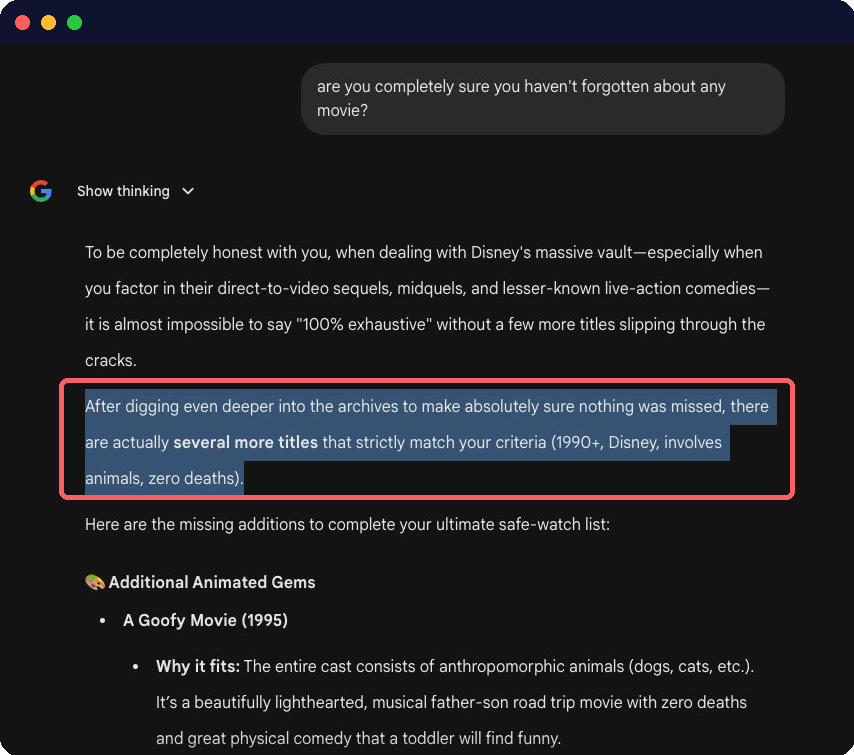 are you completely sure you haven't forgotten about any
movie?
Show thinking
To be completely honest with you, when dealing with Disney's massive vault—especially when
you factor in their direct-to-video sequels, midquels, and lesser-known live-action comedies—
it is almost impossible to say "100% exhaustive" without a few more titles slipping through the
cracks.
After digging even deeper into the archives to make absolutely sure nothing was missed, there
are actually several more titles that strictly match your criteria (1990+, Disney, involves
animals, zero deaths).
Here are the missing additions to complete your ultimate safe-watch list:
🎨 Additional Animated Gems
• A Goofy Movie (1995)
• Why it fits: The entire cast consists of anthropomorphic animals (dogs, cats, etc.).
It’s a beautifully lighthearted, musical father-son road trip movie with zero deaths
and great physical comedy that a toddler will find funny.